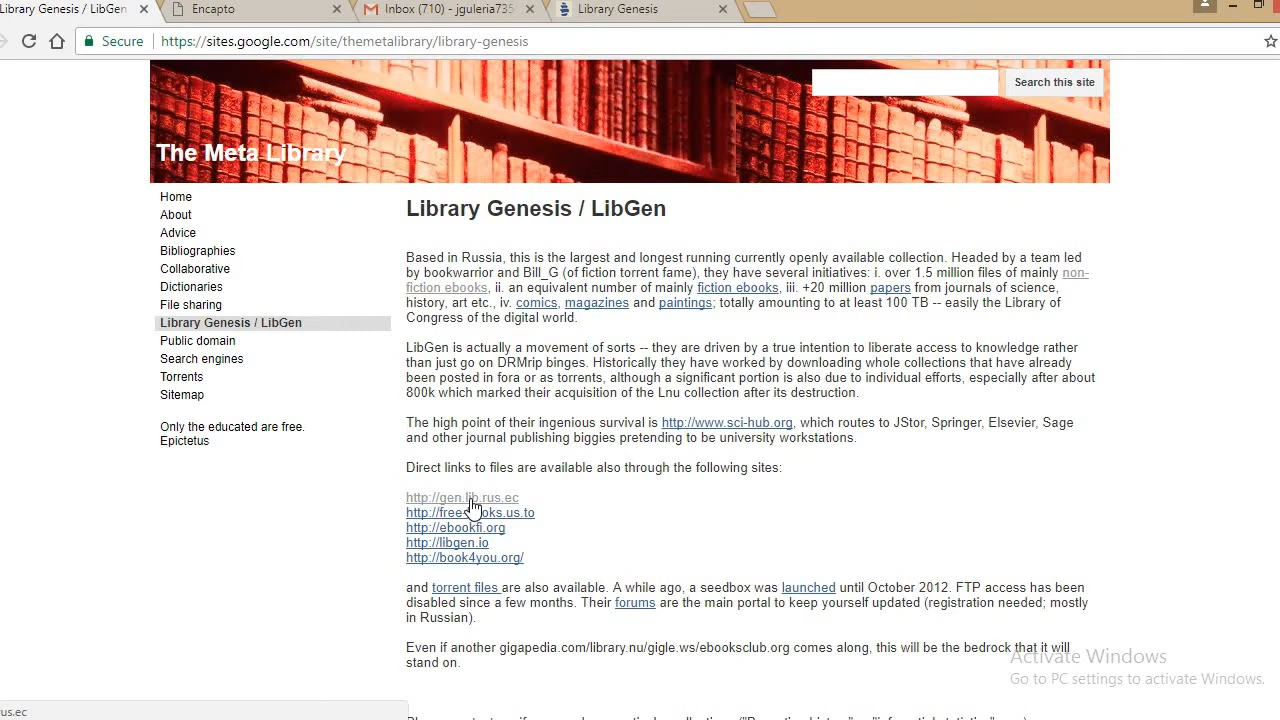 Library Genesis / LibGen
Encapto
Inbox (710) - jguleria735
Library Genesis
Secure
https://sites.google.com/site/themetalibrary/library-genesis
Search this site
The Meta Library
Home
About
Advice
Bibliographies
Collaborative
Dictionaries
File sharing
Library Genesis / LibGen
Public domain
Search engines
Torrents
Sitemap
Only the educated are free.
Epictetus
Library Genesis / LibGen
Based in Russia, this is the largest and longest running currently openly available collection. Headed by a team led
by bookwarrior and Bill_G (of fiction torrent fame), they have several initiatives: i. over 1.5 million files of mainly non-
fiction ebooks, ii. an equivalent number of mainly fiction ebooks, iii. +20 million papers from journals of science,
history, art etc., iv. comics, magazines and paintings; totally amounting to at least 100 TB -- easily the Library of
Congress of the digital world.
LibGen is actually a movement of sorts -- they are driven by a true intention to liberate access to knowledge rather
than just go on DRMrip binges. Historically they have worked by downloading whole collections that have already
been posted in fora or as torrents, although a significant portion is also due to individual efforts, especially after about
800k which marked their acquisition of the Lnu collection after its destruction.
The high point of their ingenious survival is http://www.sci-hub.org, which routes to JStor, Springer, Elsevier, Sage
and other journal publishing biggies pretending to be university workstations.
Direct links to files are available also through the following sites:
http://gen.lib.rus.ec
http://free-books.us.to
http://ebookfi.org
http://libgen.io
http://book4you.org/
and torrent files are also available. A while ago, a seedbox was launched until October 2012. FTP access has been
disabled since a few months. Their forums are the main portal to keep yourself updated (registration needed; mostly
in Russian).
Even if another gigapedia.com/library.nu/gigle.ws/ebooksclub.org comes along, this will be the bedrock that it will
stand on.
Activate Windows
Go to PC settings to activate Windows.
rus.ec